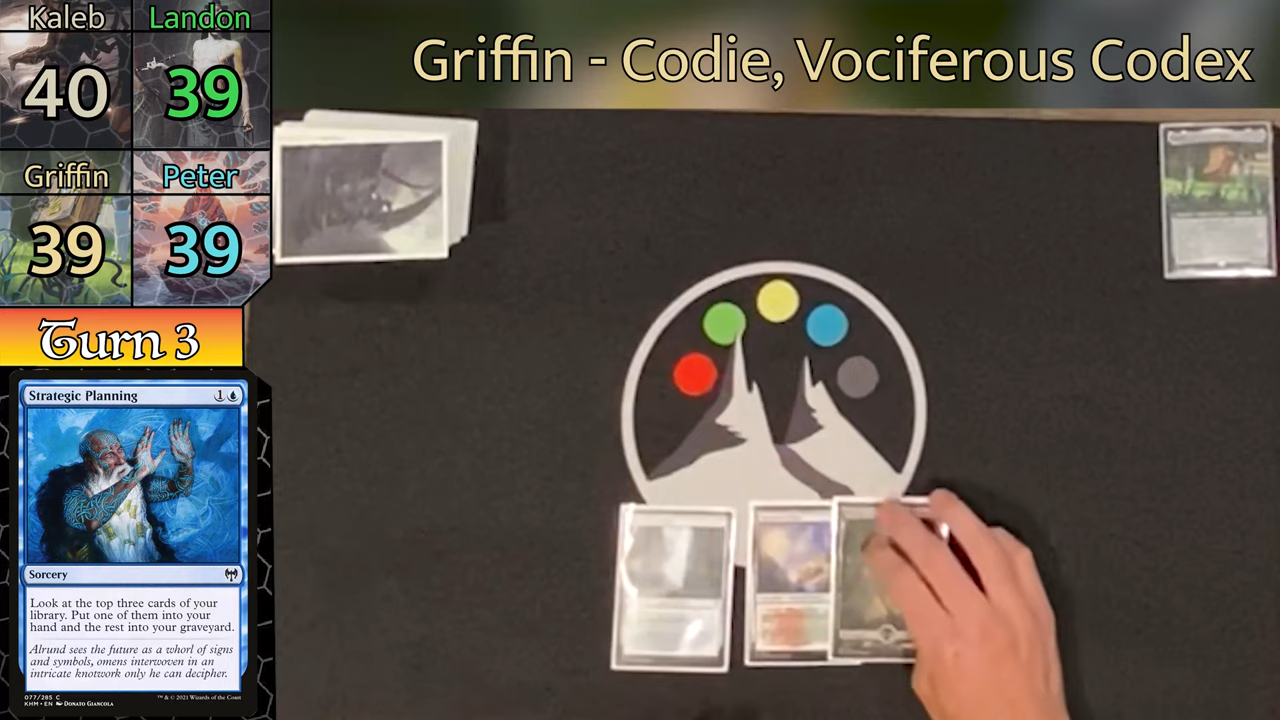 Kaleb
Landon
40
39
Griffin
Peter
39
39
Turn 3
Griffin - Codie, Vociferous Codex
Strategic Planning
1
Sorcery
Look at the top three cards of your
library. Put one of them into your
hand and the rest into your graveyard.
Alrund sees the future as a whorl of signs
and symbols, omens interwoven in an
intricate knotwork only he can decipher.
077/285 C
KHM • EN Donato Giancola
™ & © 2021 Wizards of the Coast